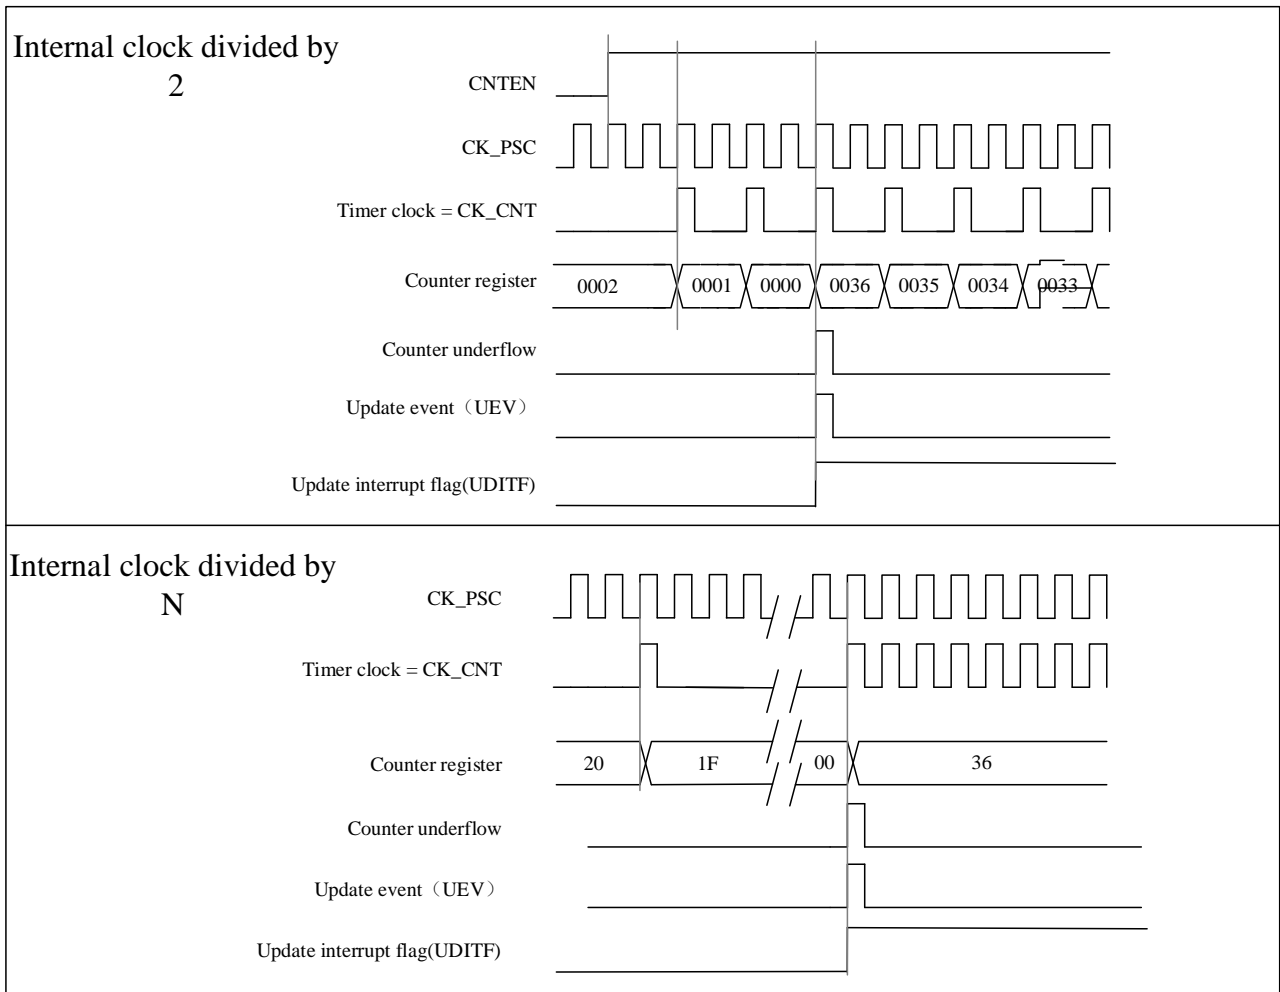 Internal clock divided by
2
CNTEN
CK_PSC
Timer clock = CK_CNT
Counter register
0002 0001 0000 0036 0035 0034 0033
Counter underflow
Update event（UEV）
Update interrupt flag(UDITF)
Internal clock divided by
N
CK_PSC
Timer clock = CK_CNT
Counter register
20 1F 00 36
Counter underflow
Update event（UEV）
Update interrupt flag(UDITF)